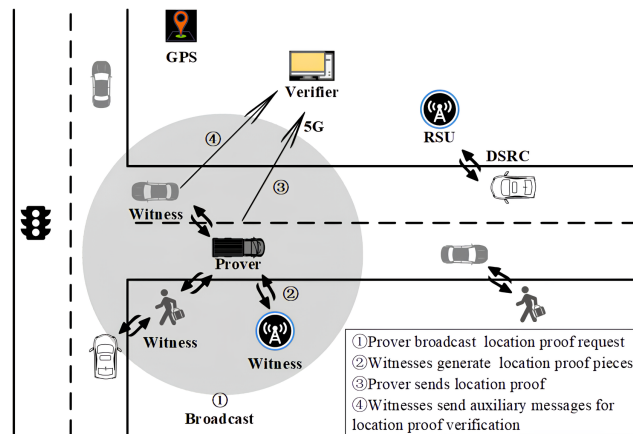 GPS
Verifier
④
5G
RSU
③
DSRC
Witness
Prover
②
Witness
Witness
①
Broadcast
①Prover broadcast location proof request
②Witnesses generate location proof pieces
③Prover sends location proof
④Witnesses send auxiliary messages for
location proof verification